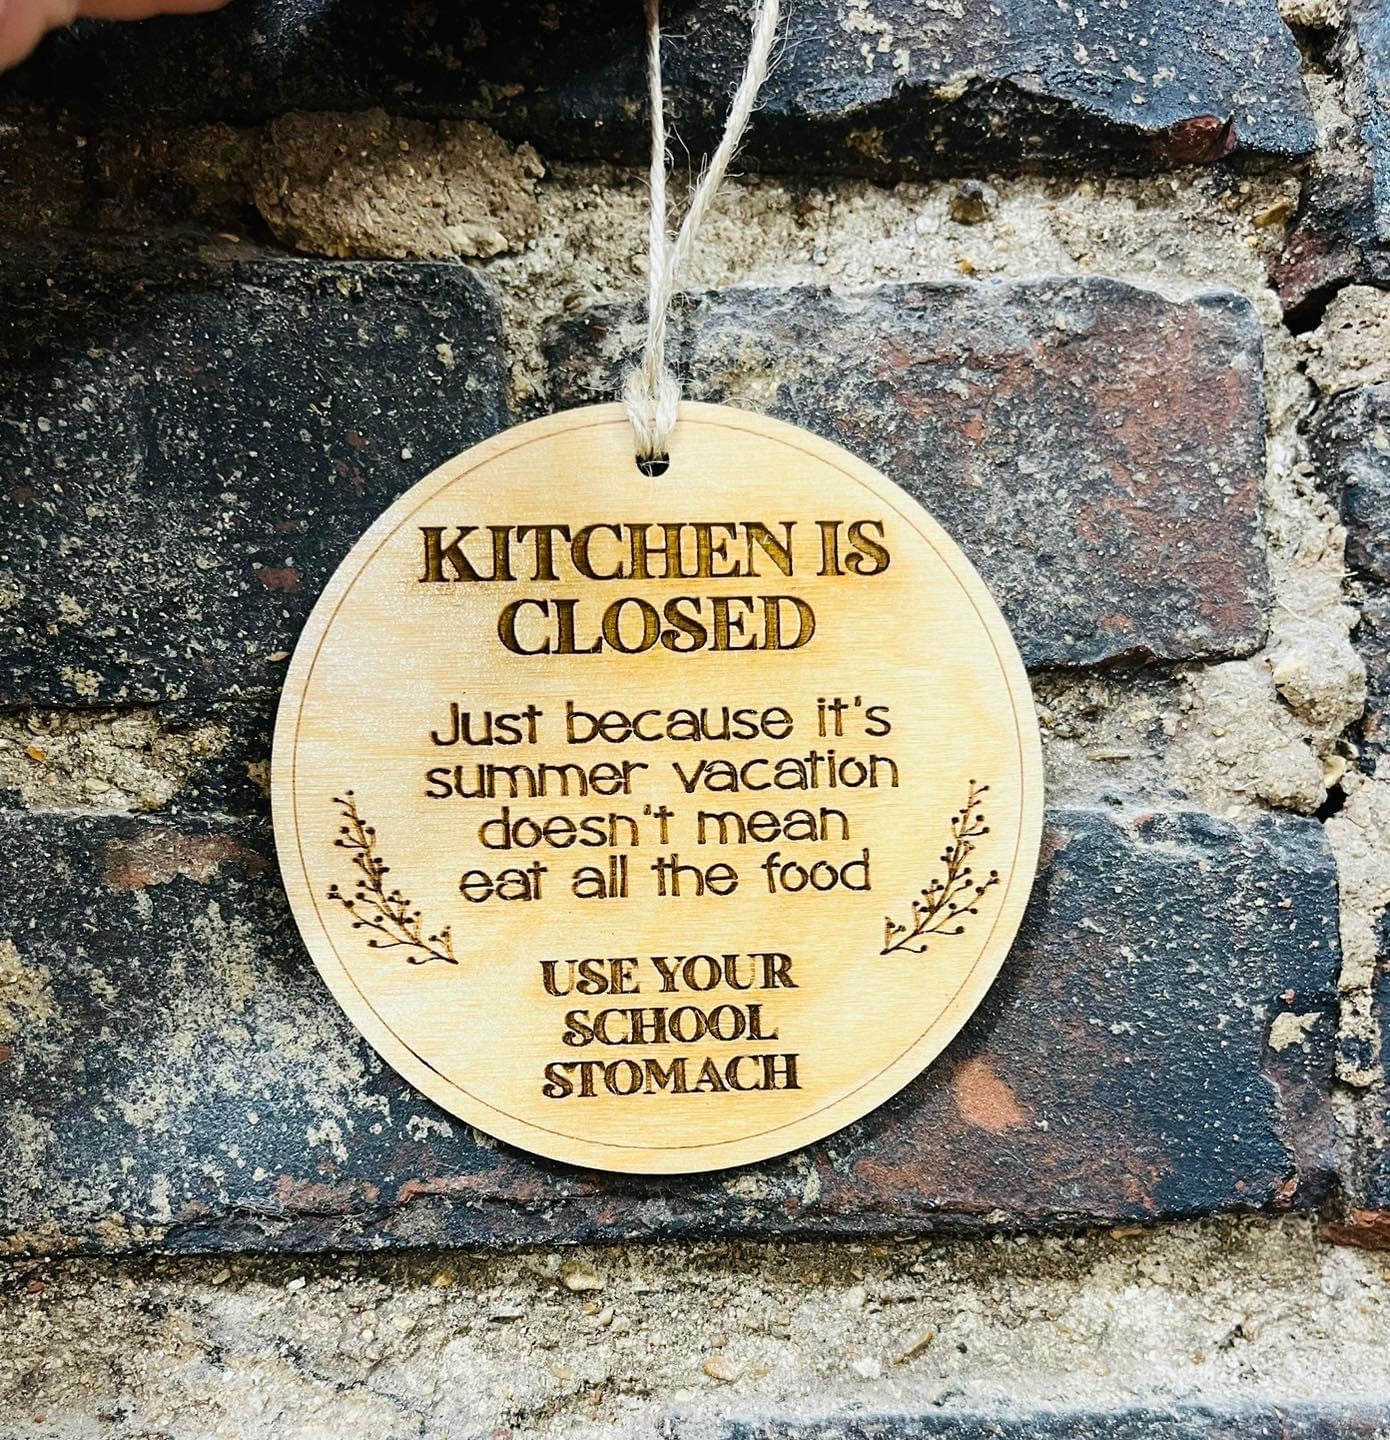 KITCHEN IS
CLOSED
Just because it's
summer vacation
doesn't mean
eat all the food
USE YOUR
SCHOOL
STOMACH